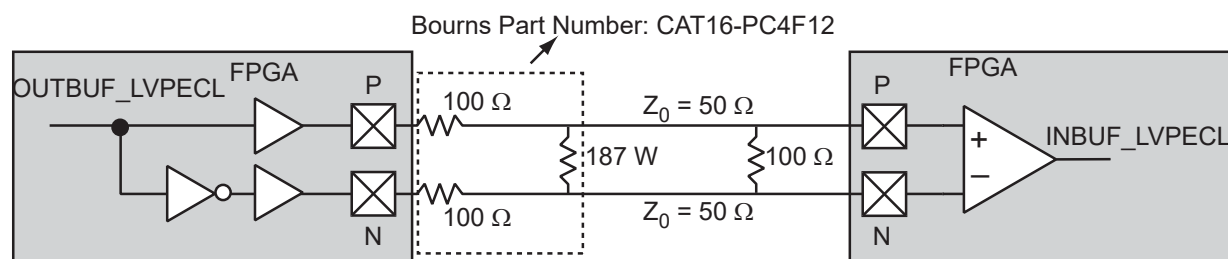 Bourns Part Number: CAT16-PC4F12
OUTBUF_LVPECL
FPGA
P
100 Ω
Z0 = 50 Ω
187 W
100 Ω
100 Ω
N
Z0 = 50 Ω
FPGA
P
+
−
INBUF_LVPECL
N